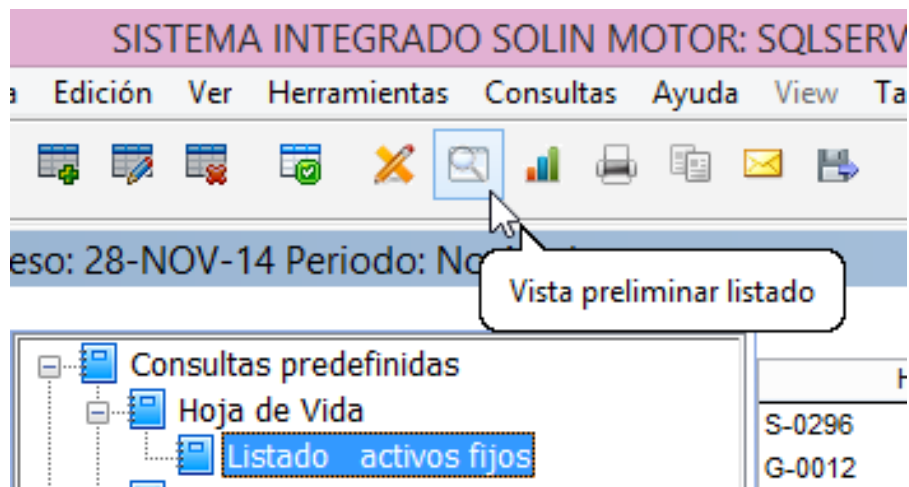 SISTEMA INTEGRADO SOLIN MOTOR: SQLSERV
a Edición Ver Herramientas Consultas Ayuda View Ta
eso: 28-NOV-14 Periodo: No
Vista preliminar listado
Consultas predefinidas
H
Hoja de Vida
S-0296
Listado activos fijos
G-0012